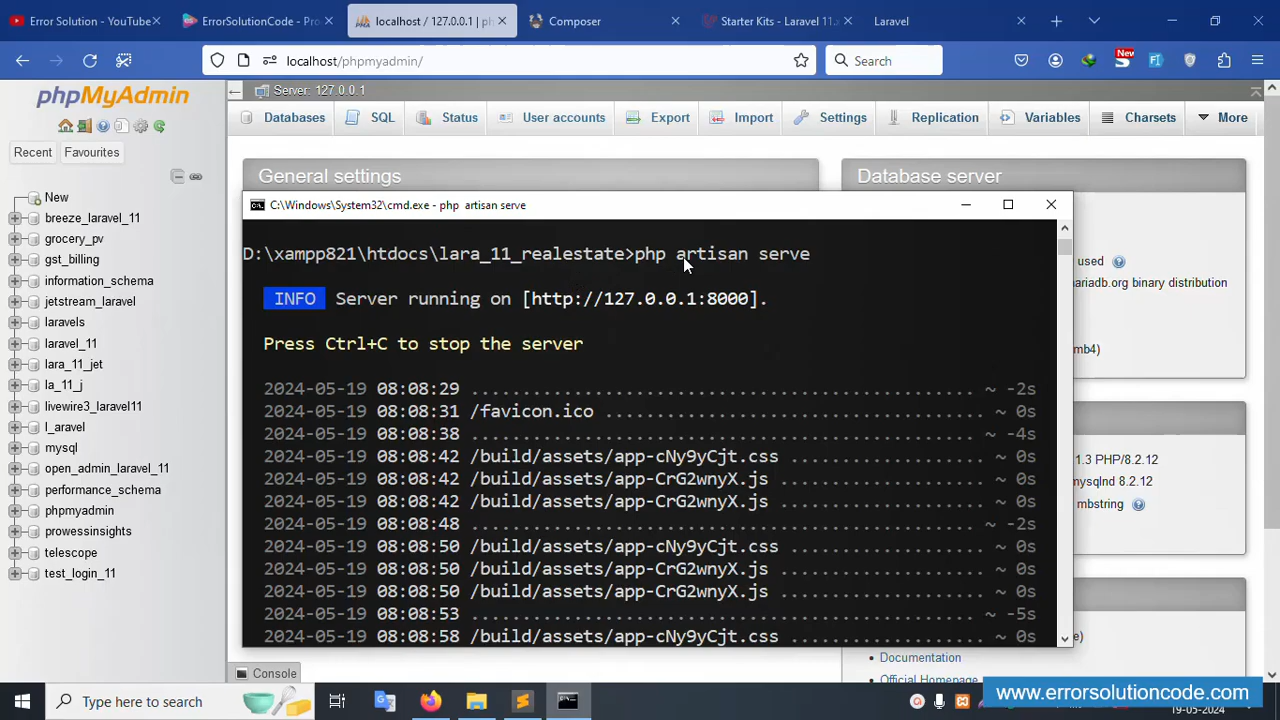 Error Solution - YouTube
ErrorSolutionCode - Pro
localhost / 127.0.0.1 | ph
Composer
Starter Kits - Laravel 11.
Laravel
localhost/phpmyadmin/
Search
New
phpMyAdmin
Server: 127.0.0.1
Databases
SQL
Status
User accounts
Export
Import
Settings
Replication
Variables
Charsets
More
Recent
Favourites
General settings
Database server
New
breeze_laravel_11
grocery_pv
gst_billing
information_schema
jetstream_laravel
laravels
laravel_11
lara_11_jet
la_11_j
livewire3_laravel11
l_aravel
mysql
open_admin_laravel_11
performance_schema
phpmyadmin
prowessinsights
telescope
test_login_11
C:\Windows\System32\cmd.exe - php artisan serve
D:\xampp821\htdocs\lara_11_realestate>php artisan serve
INFO Server running on [http://127.0.0.1:8000].
Press Ctrl+C to stop the server
2024-05-19 08:08:29 ................................................. ~ -2s
2024-05-19 08:08:31 /favicon.ico .................................... ~ 0s
2024-05-19 08:08:38 ................................................. ~ -4s
2024-05-19 08:08:42 /build/assets/app-cNy9yCjt.css .................. ~ 0s
2024-05-19 08:08:42 /build/assets/app-CrG2wnyX.js ................... ~ 0s
2024-05-19 08:08:42 /build/assets/app-CrG2wnyX.js ................... ~ 0s
2024-05-19 08:08:48 ................................................. ~ -2s
2024-05-19 08:08:50 /build/assets/app-cNy9yCjt.css .................. ~ 0s
2024-05-19 08:08:50 /build/assets/app-CrG2wnyX.js ................... ~ 0s
2024-05-19 08:08:50 /build/assets/app-CrG2wnyX.js ................... ~ 0s
2024-05-19 08:08:53 ................................................. ~ -5s
2024-05-19 08:08:58 /build/assets/app-cNy9yCjt.css .................. ~ 0s
used
ariadb.org binary distribution
mb4)
1.3 PHP/8.2.12
mysqlnd 8.2.12
mbstring
Documentation
Official Homepage
Console
Type here to search
www.errorsolutioncode.com
19-05-2024